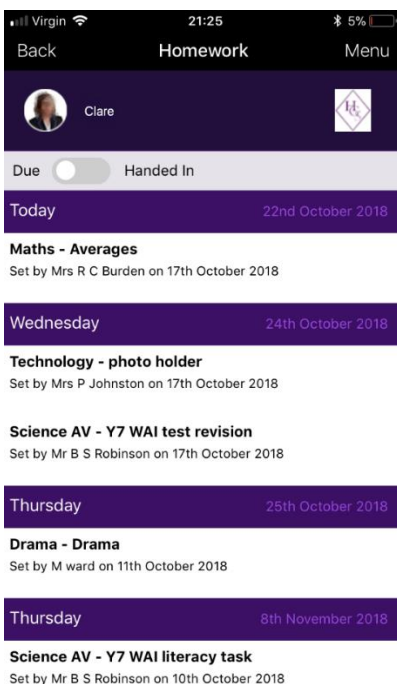 Virgin 21:25 5%
Back Homework Menu
Clare
Due Handed In
Today 22nd October 2018
Maths - Averages
Set by Mrs R C Burden on 17th October 2018
Wednesday 24th October 2018
Technology - photo holder
Set by Mrs P Johnston on 17th October 2018
Science AV - Y7 WAI test revision
Set by Mr B S Robinson on 17th October 2018
Thursday 25th October 2018
Drama - Drama
Set by M ward on 11th October 2018
Thursday 8th November 2018
Science AV - Y7 WAI literacy task
Set by Mr B S Robinson on 10th October 2018